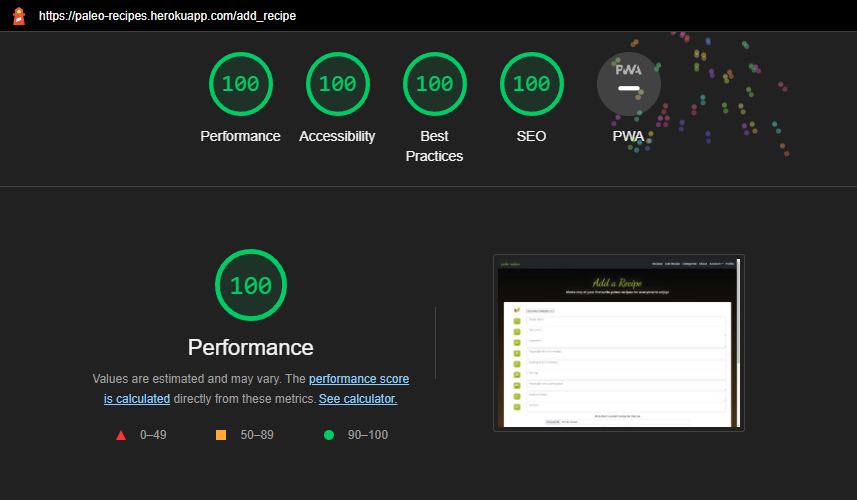 https://paleo-recipes.herokuapp.com/add_recipe
100 100 100 100 PWA
Performance Accessibility Best Practices SEO PWA
100
Performance
Values are estimated and may vary. The performance score
is calculated directly from these metrics. See calculator.
0–49 50–89 90–100
Add a Recipe